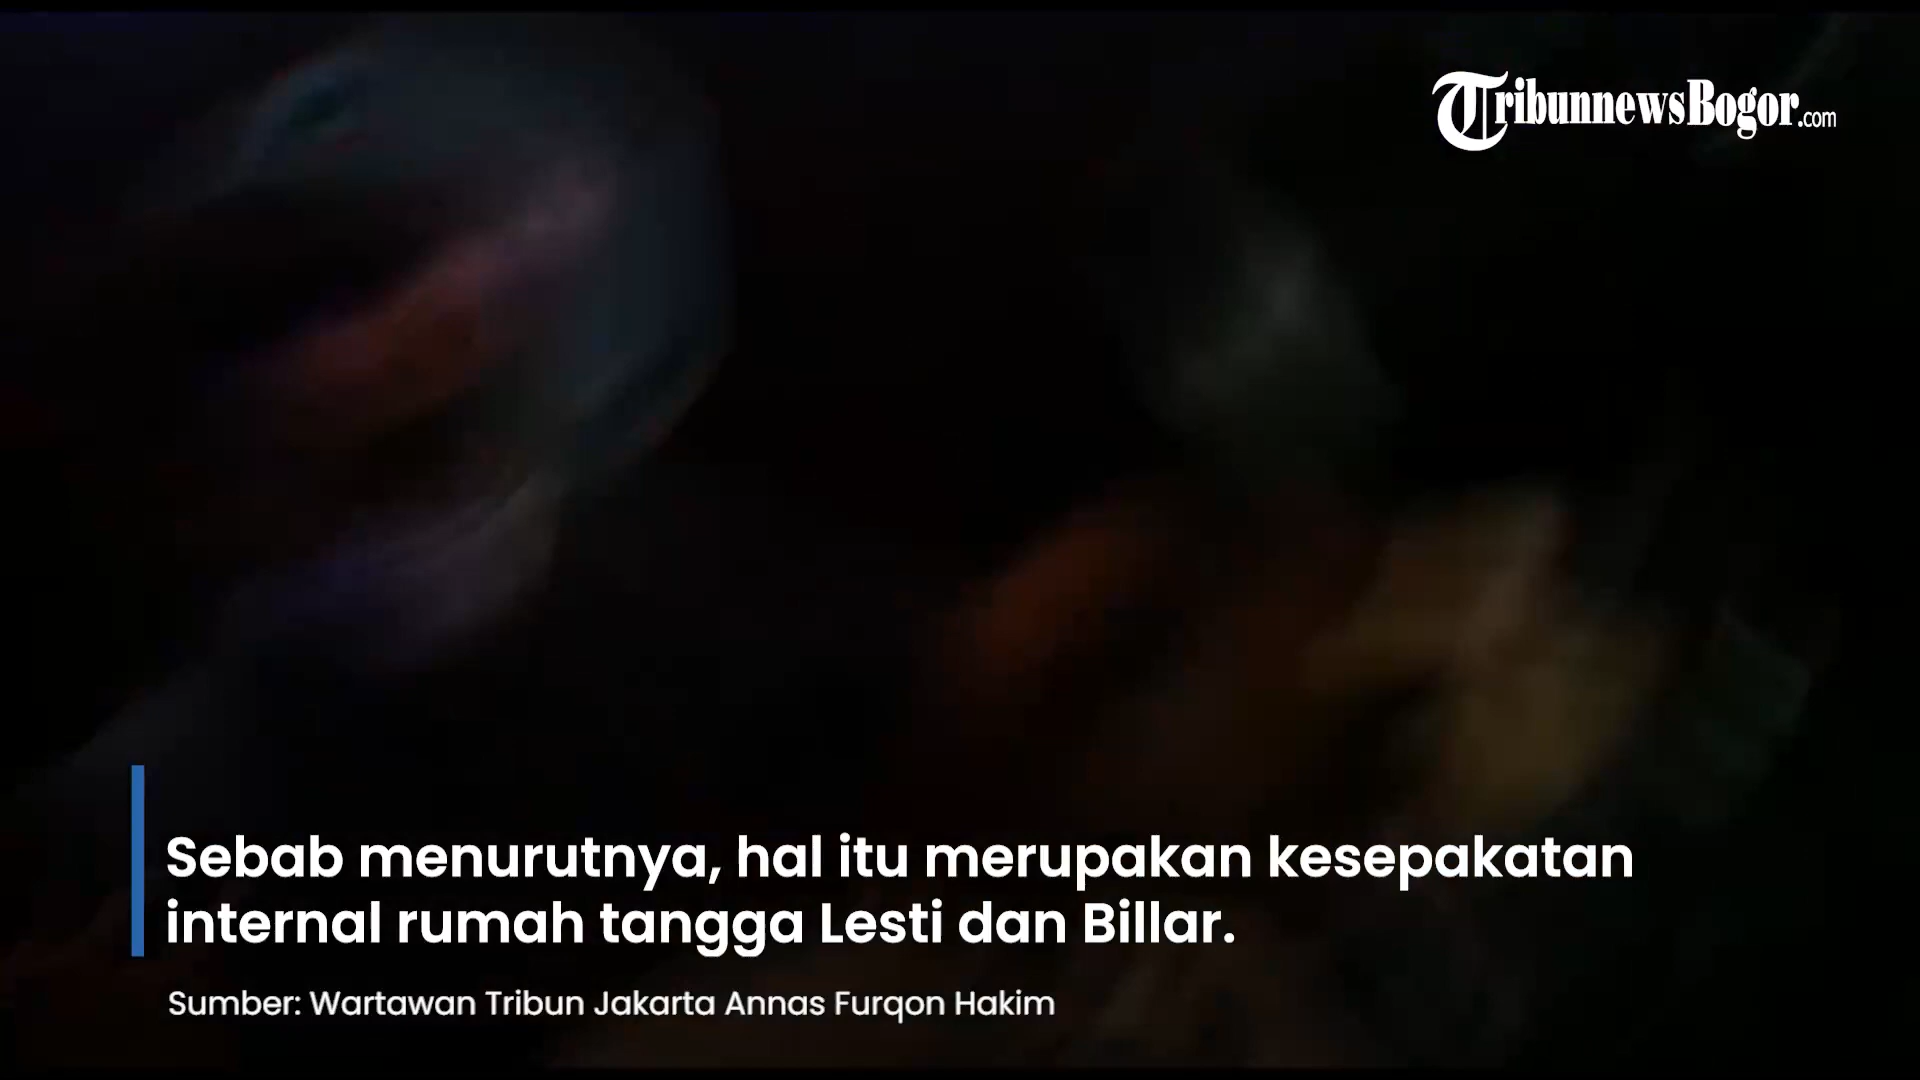 TribunnewsBogor.com
Sebab menurutnya, hal itu merupakan kesepakatan
internal rumah tangga Lesti dan Billar.
Sumber: Wartawan Tribun Jakarta Annas Furqon Hakim